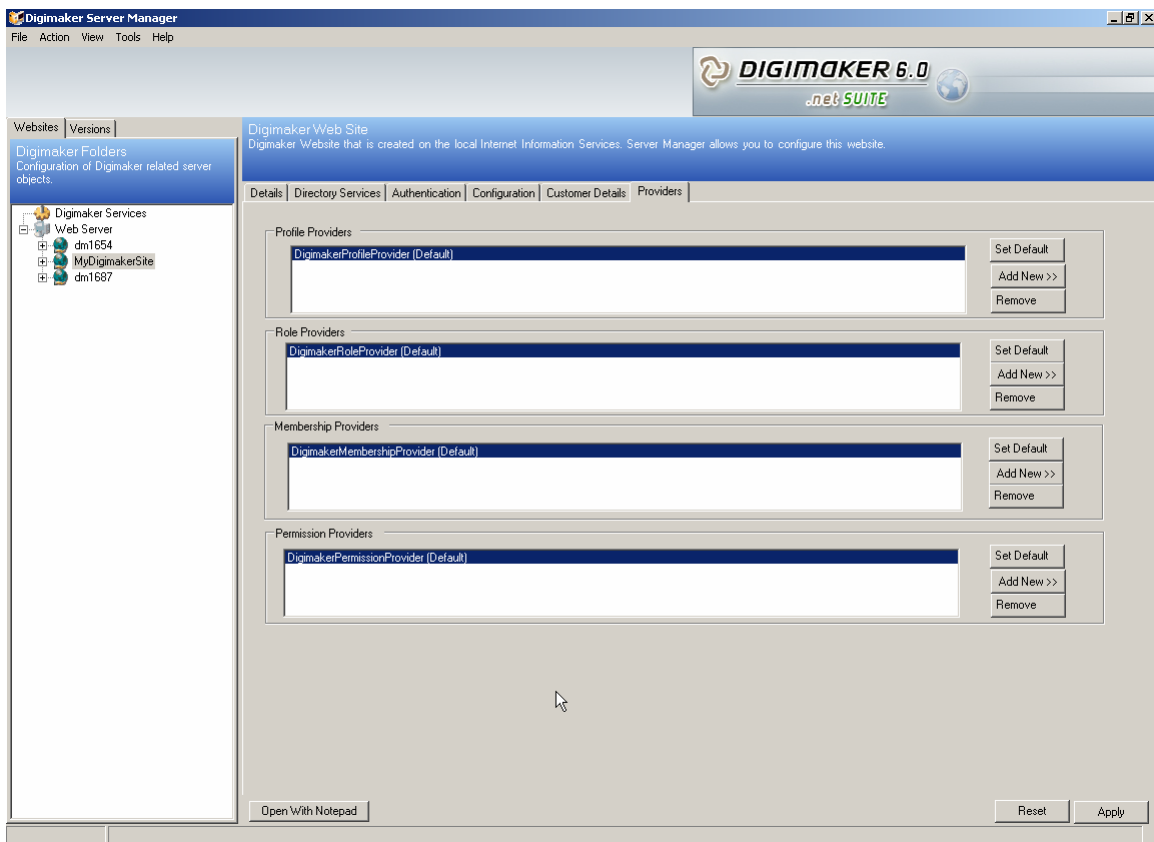 Digimaker Server Manager
File Action View Tools Help
DIGIMAKER 6.0
.net SUITE
Websites Versions
Digimaker Folders
Configuration of Digimaker related server
objects.
Digimaker Services
Web Server
dm1654
MyDigimakerSite
dm1687
Digimaker Web Site
Digimaker Website that is created on the local Internet Information Services. Server Manager allows you to configure this website.
Details Directory Services Authentication Configuration Customer Details Providers
Profile Providers
DigimakerProfileProvider (Default)
Set Default
Add New >>
Remove
Role Providers
DigimakerRoleProvider (Default)
Set Default
Add New >>
Remove
Membership Providers
DigimakerMembershipProvider (Default)
Set Default
Add New >>
Remove
Permission Providers
DigimakerPermissionProvider (Default)
Set Default
Add New >>
Remove
Open With Notepad
Reset
Apply